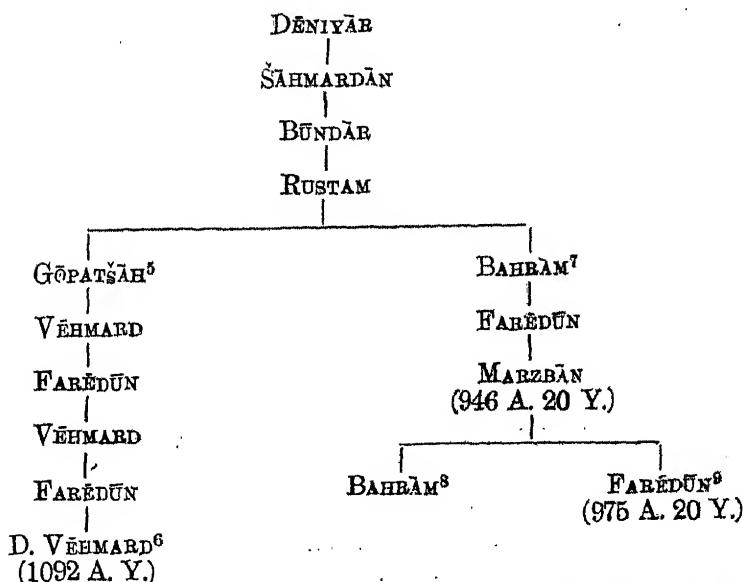 DĒNIYĀR
ŠĀHMARDĀN
BŪNDĀR
RUSTAM
GŌPATŠĀH⁵
BAHRĀM⁷
VĒHMARD
FARĒDŪN
FARĒDŪN
MARZBĀN
(946 A. 20 Y.)
VĒHMARD
BAHRĀM⁸
FARĒDŪN⁹
(975 A. 20 Y.)
FARĒDŪN
D. VĒHMARD⁶
(1092 A. Y.)